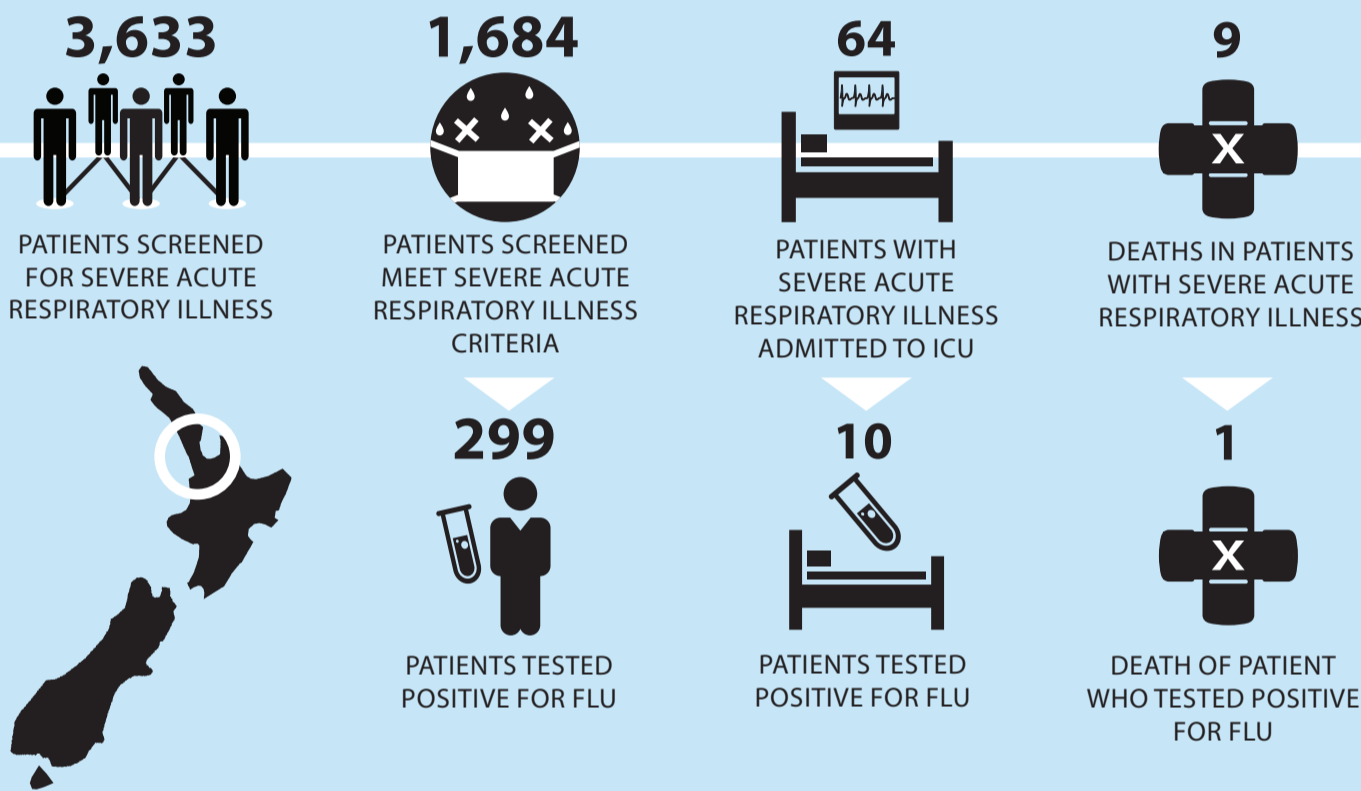 3,633
PATIENTS SCREENED
FOR SEVERE ACUTE
RESPIRATORY ILLNESS
1,684
PATIENTS SCREENED
MEET SEVERE ACUTE
RESPIRATORY ILLNESS
CRITERIA
299
PATIENTS TESTED
POSITIVE FOR FLU
64
PATIENTS WITH
SEVERE ACUTE
RESPIRATORY ILLNESS
ADMITTED TO ICU
10
PATIENTS TESTED
POSITIVE FOR FLU
9
X
DEATHS IN PATIENTS
WITH SEVERE ACUTE
RESPIRATORY ILLNESS
1
X
DEATH OF PATIENT
WHO TESTED POSITIVE
FOR FLU